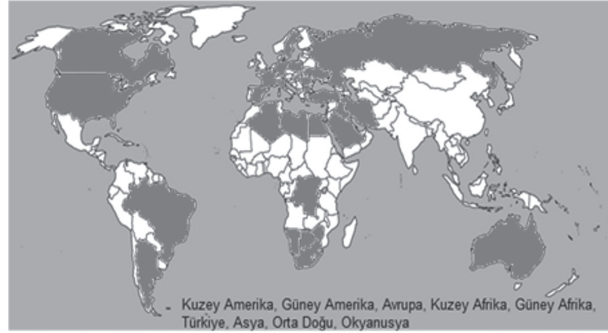 Kuzey Amerika, Güney Amerika, Avrupa, Kuzey Afrika, Güney Afrika,
Türkiye, Asya, Orta Doğu, Okyanusya